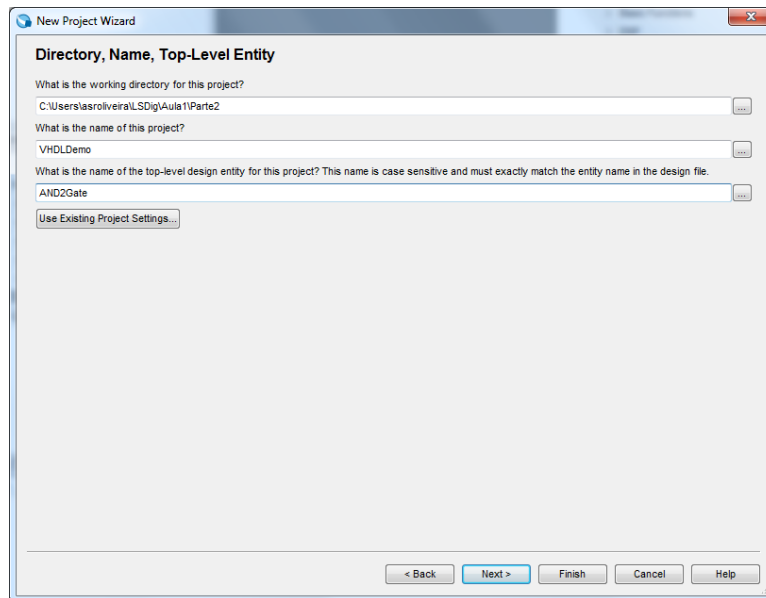 New Project Wizard
Directory, Name, Top-Level Entity
What is the working directory for this project?
C:\Users\asroliveira\LSDig\Aula1\Parte2
...
What is the name of this project?
VHDLDemo
...
What is the name of the top-level design entity for this project? This name is case sensitive and must exactly match the entity name in the design file.
AND2Gate
...
Use Existing Project Settings...
< Back Next > Finish Cancel Help